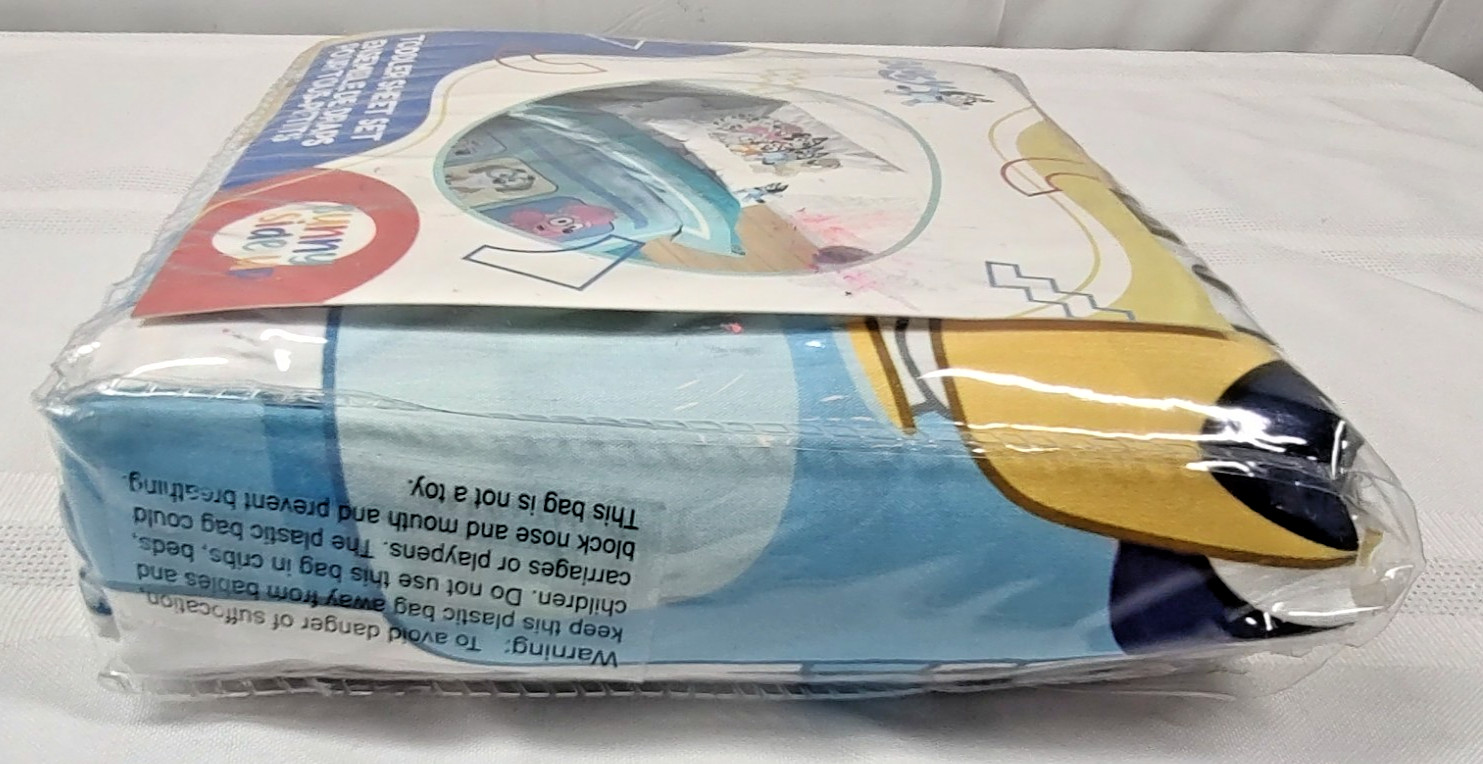 TODDLER SHEET SET
ENSEMBLE DE DRAPS
POUR TOUT-PETITS
sunny
side up
Warning: To avoid danger of suffocation,
keep this plastic bag away from babies and
children. Do not use this bag in cribs, beds,
carriages or playpens. The plastic bag could
block nose and mouth and prevent breathing.
This bag is not a toy.